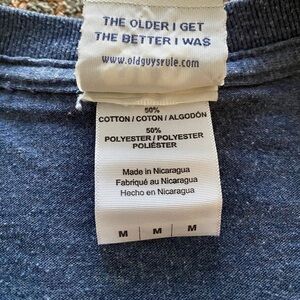 THE OLDER I GET
THE BETTER I WAS
www.oldguysrule.com
50%
COTTON / COTON / ALGODÓN
50%
POLYESTER / POLYESTER
POLIÉSTER
Made in Nicaragua
Fabriqué au Nicaragua
Hecho en Nicaragua
M | M | M